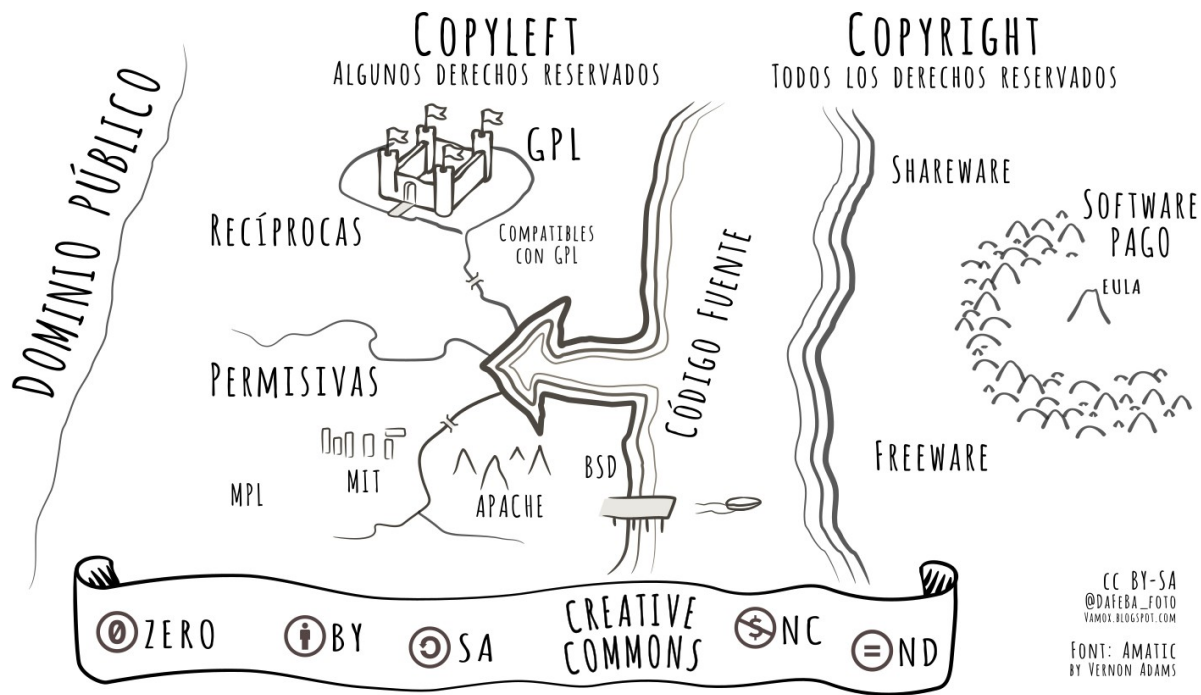 COPYLEFT
ALGUNOS DERECHOS RESERVADOS
COPYRIGHT
TODOS LOS DERECHOS RESERVADOS
DOMINIO PÚBLICO
GPL
RECÍPROCAS
COMPATIBLES
CON GPL
CÓDIGO FUENTE
SHAREWARE
SOFTWARE
PAGO
EULA
PERMISIVAS
MIT
MPL
APACHE
BSD
FREEWARE
ZERO
BY
SA
CREATIVE
COMMONS
NC
ND
CC BY-SA
@DAFEBA_FOTO
VAMOX.BLOGSPOT.COM
FONT: AMATIC
BY VERNON ADAMS